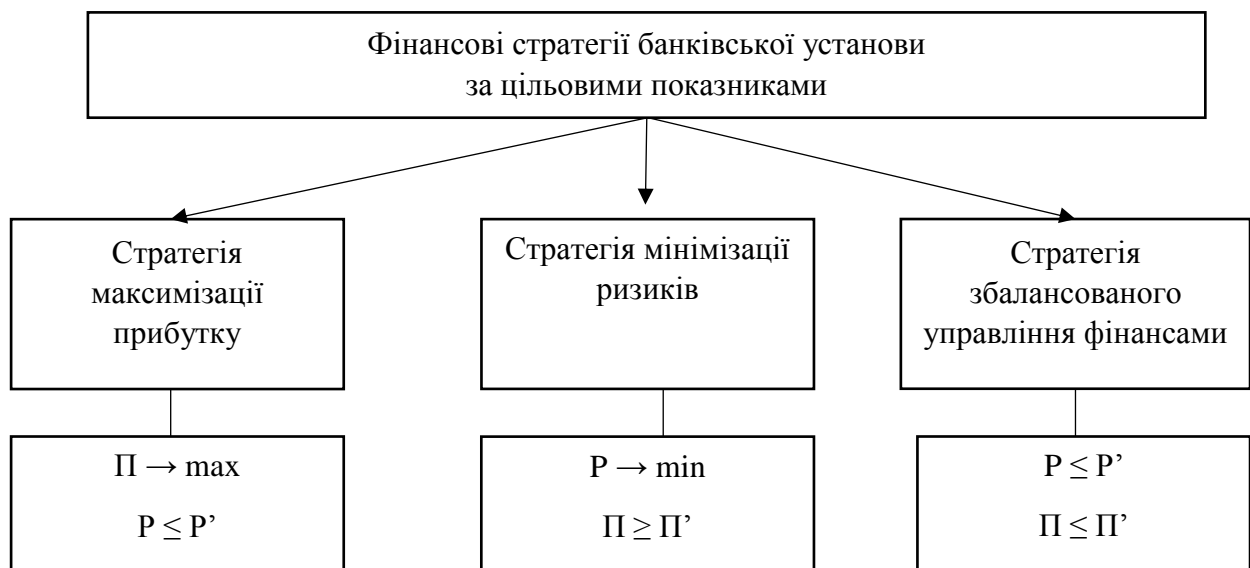 Фінансові стратегії банківської установи
за цільовими показниками
Стратегія
максимізації
прибутку
Стратегія мінімізації
ризиків
Стратегія
збалансованого
управління фінансами
П → max
Р ≤ Р’
Р → min
П ≥ П’
Р ≤ Р’
П ≤ П’